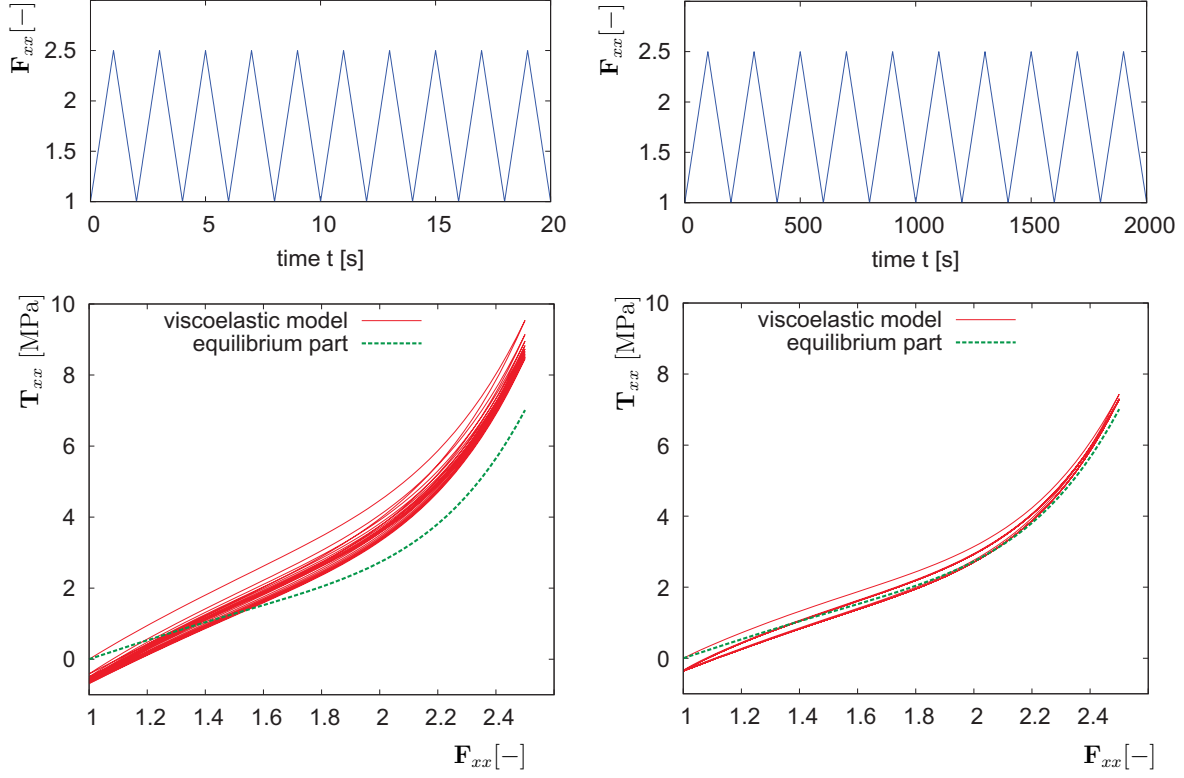 F_xx[−]
2.5
2
1.5
1
0 5 10 15 20
time t [s]
F_xx[−]
2.5
2
1.5
1
0 500 1000 1500 2000
time t [s]
T_xx [MPa]
10
8
6
4
2
0
viscoelastic model
equilibrium part
1 1.2 1.4 1.6 1.8 2 2.2 2.4
F_xx[−]
T_xx [MPa]
10
8
6
4
2
0
viscoelastic model
equilibrium part
1 1.2 1.4 1.6 1.8 2 2.2 2.4
F_xx[−]